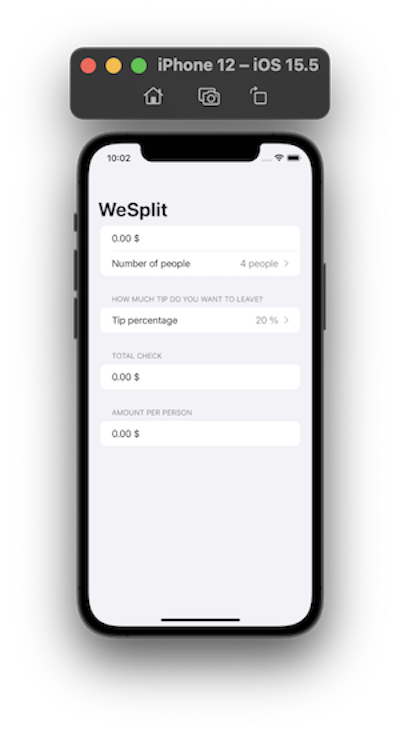 iPhone 12 – iOS 15.5
10:02
WeSplit
0.00 $
Number of people 4 people
HOW MUCH TIP DO YOU WANT TO LEAVE?
Tip percentage 20 %
TOTAL CHECK
0.00 $
AMOUNT PER PERSON
0.00 $